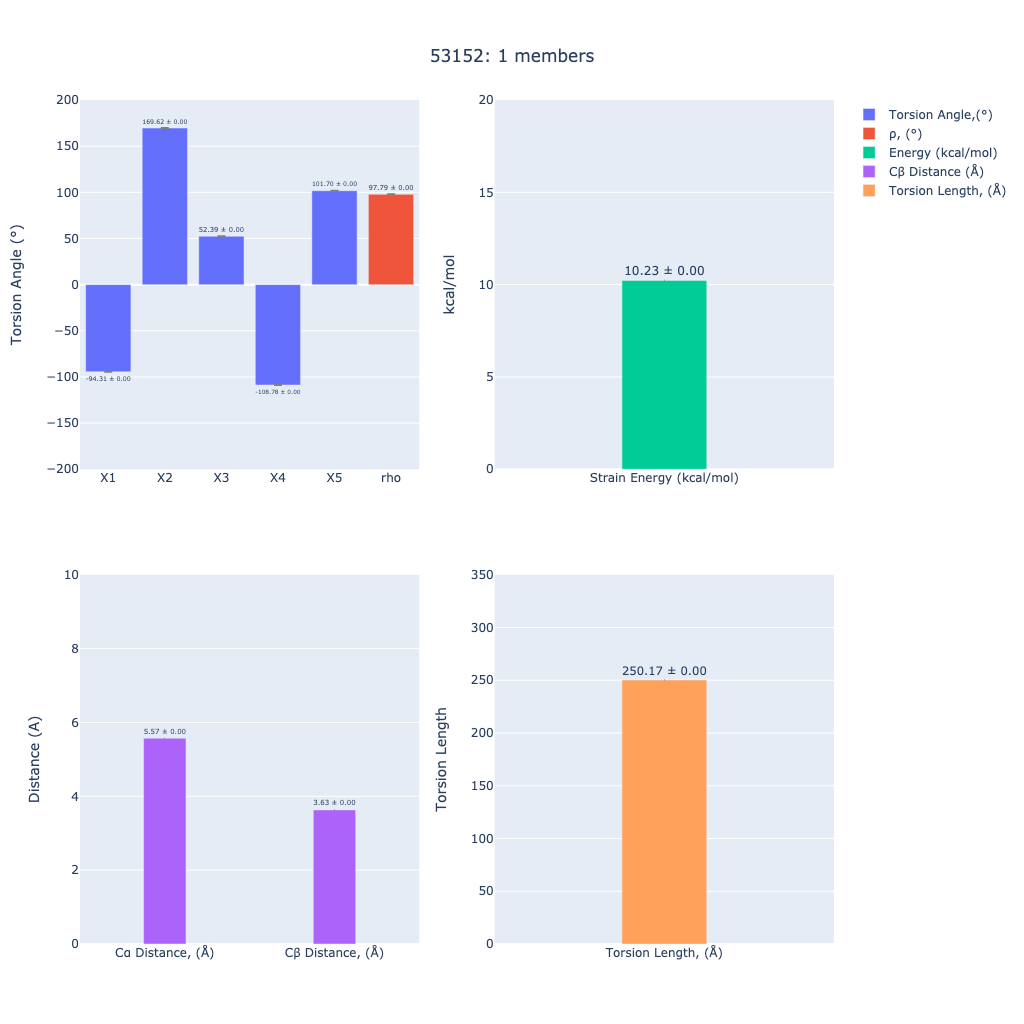 53152: 1 members
Torsion Angle (°)
200
150
100
50
0
−50
−100
−150
−200
-94.31 ± 0.00
169.62 ± 0.00
52.39 ± 0.00
-108.78 ± 0.00
101.70 ± 0.00
97.79 ± 0.00
X1 X2 X3 X4 X5 rho
kcal/mol
20
15
10
5
0
10.23 ± 0.00
Strain Energy (kcal/mol)
Torsion Angle,(°)
ρ, (°)
Energy (kcal/mol)
Cβ Distance (Å)
Torsion Length, (Å)
Distance (A)
10
8
6
4
2
0
5.57 ± 0.00
3.63 ± 0.00
Cα Distance, (Å) Cβ Distance, (Å)
Torsion Length
350
300
250
200
150
100
50
0
250.17 ± 0.00
Torsion Length, (Å)